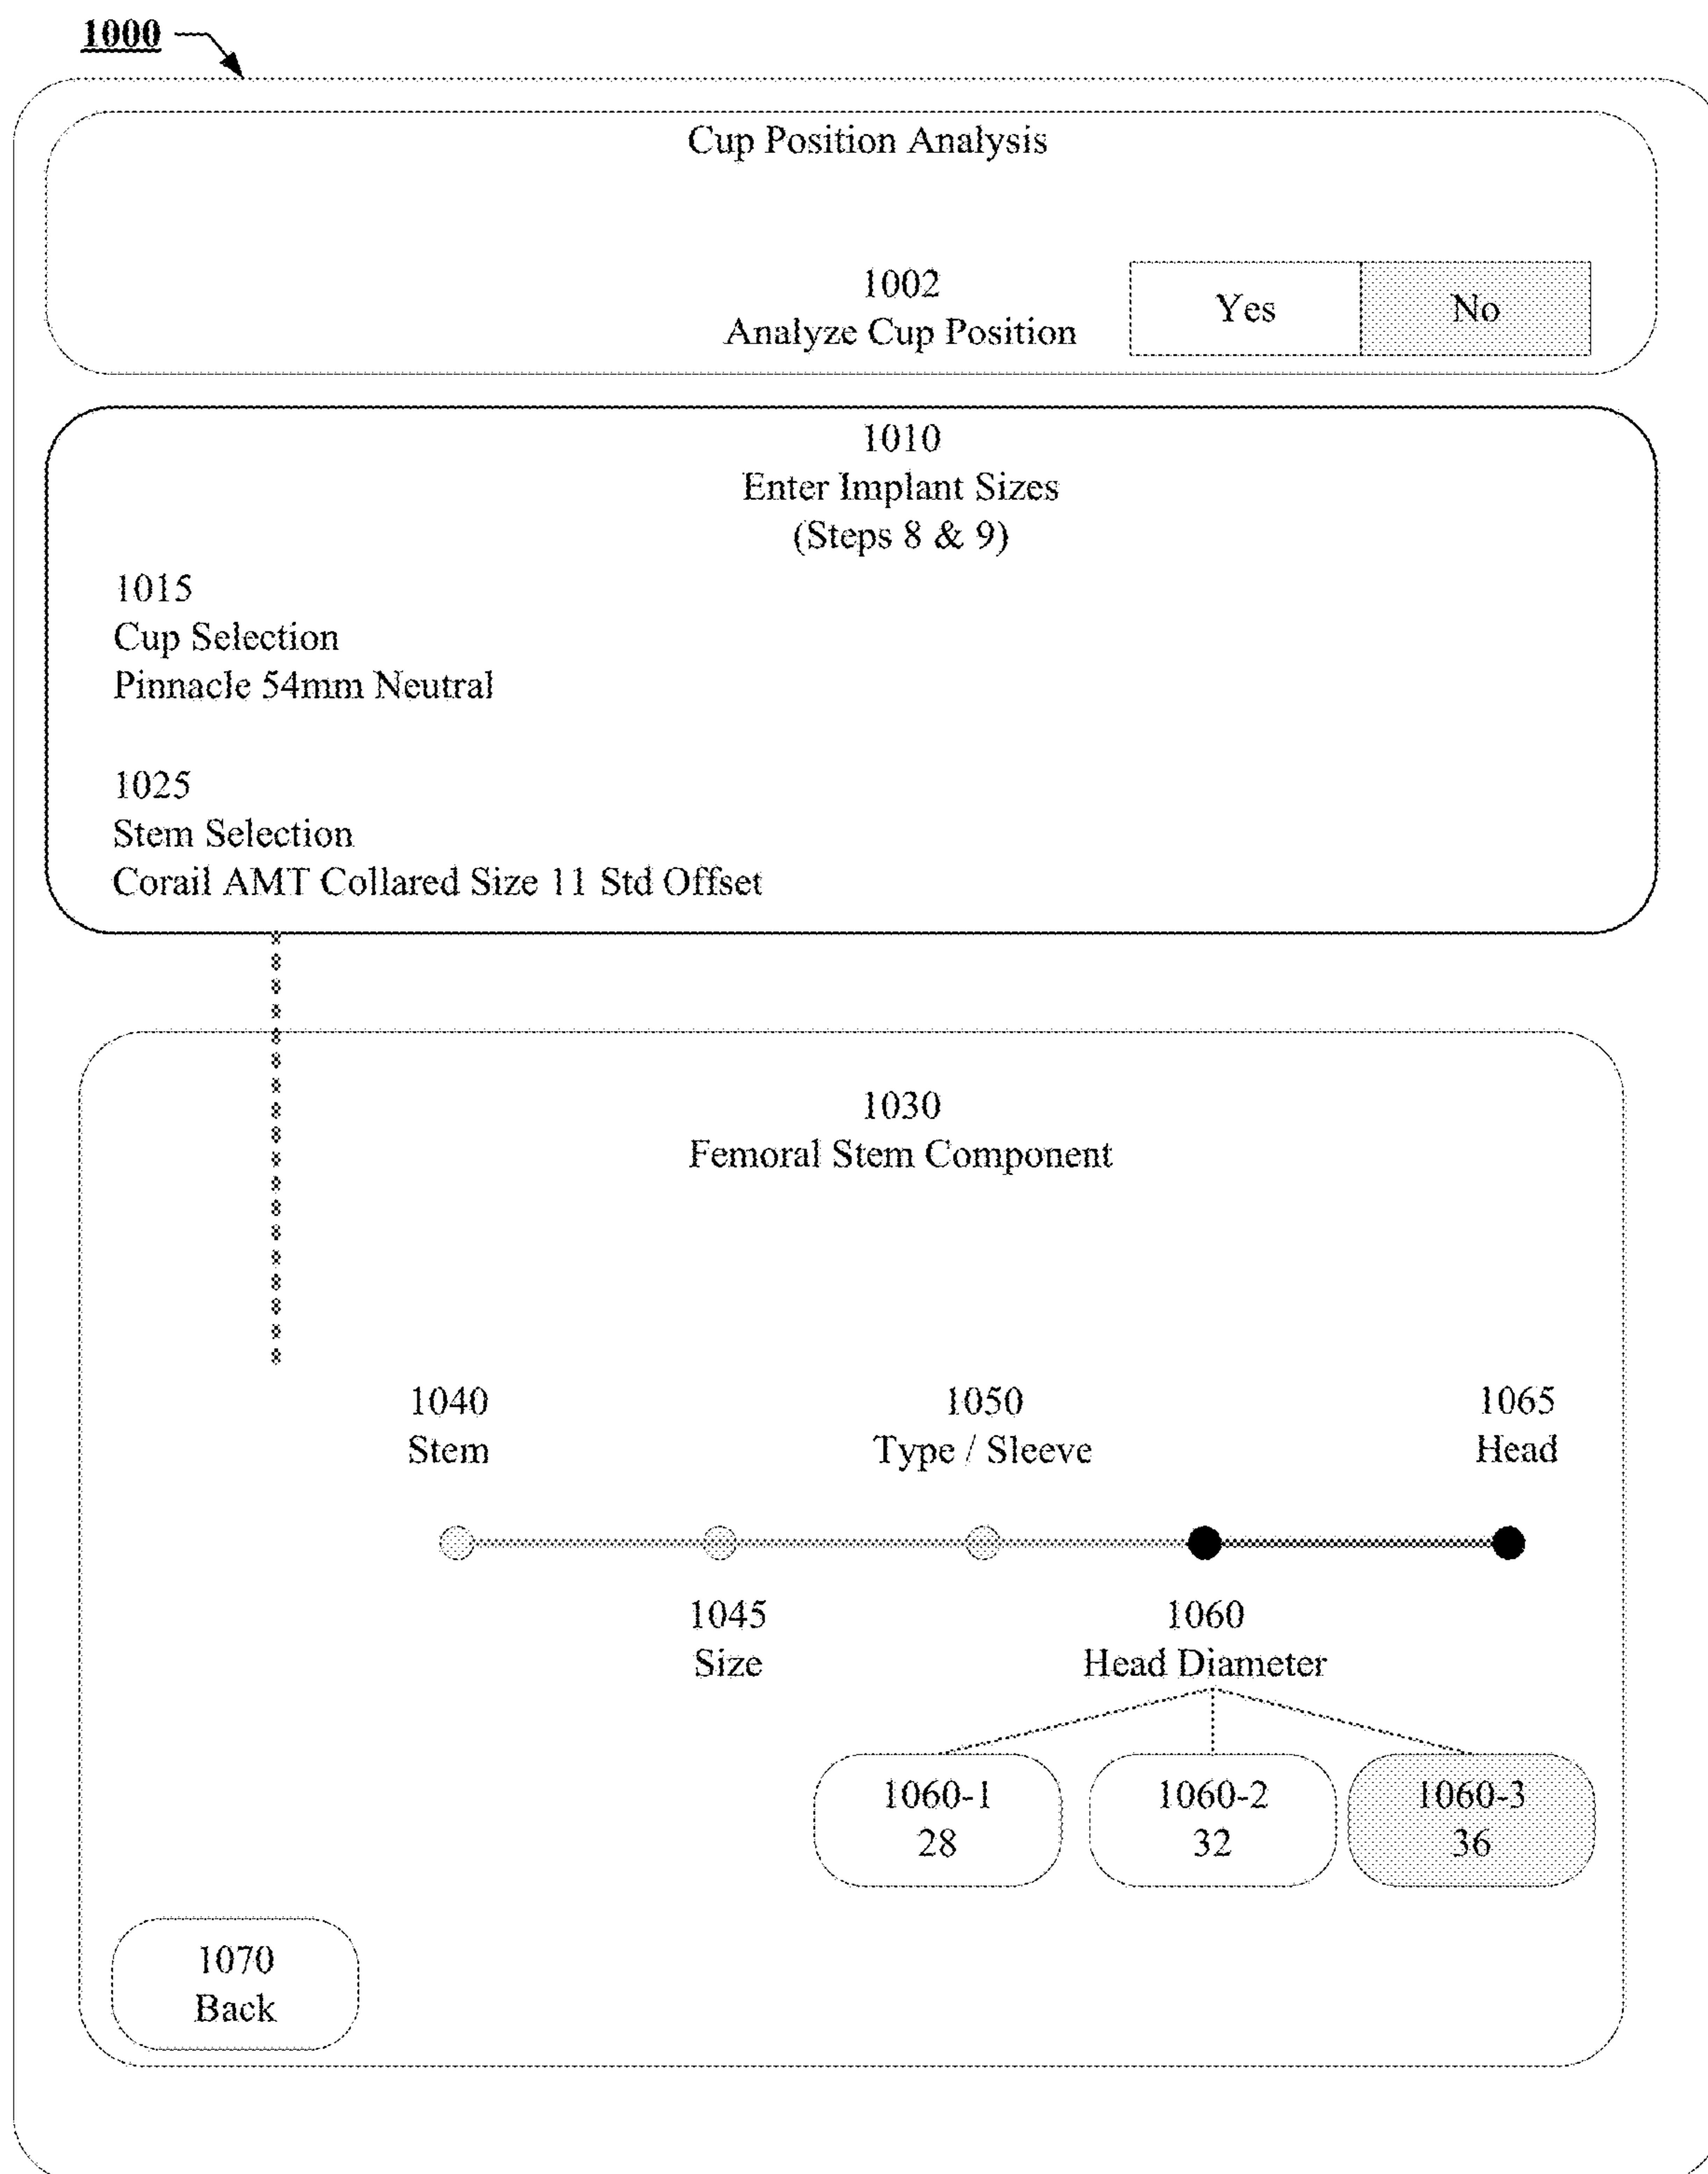 1000
Cup Position Analysis
1002
Analyze Cup Position
Yes
No
1010
Enter Implant Sizes
(Steps 8 & 9)
1015
Cup Selection
Pinnacle 54mm Neutral
1025
Stem Selection
Corail AMT Collared Size 11 Std Offset
1030
Femoral Stem Component
1040
Stem
1050
Type / Sleeve
1065
Head
1045
Size
1060
Head Diameter
1060-1
28
1060-2
32
1060-3
36
1070
Back